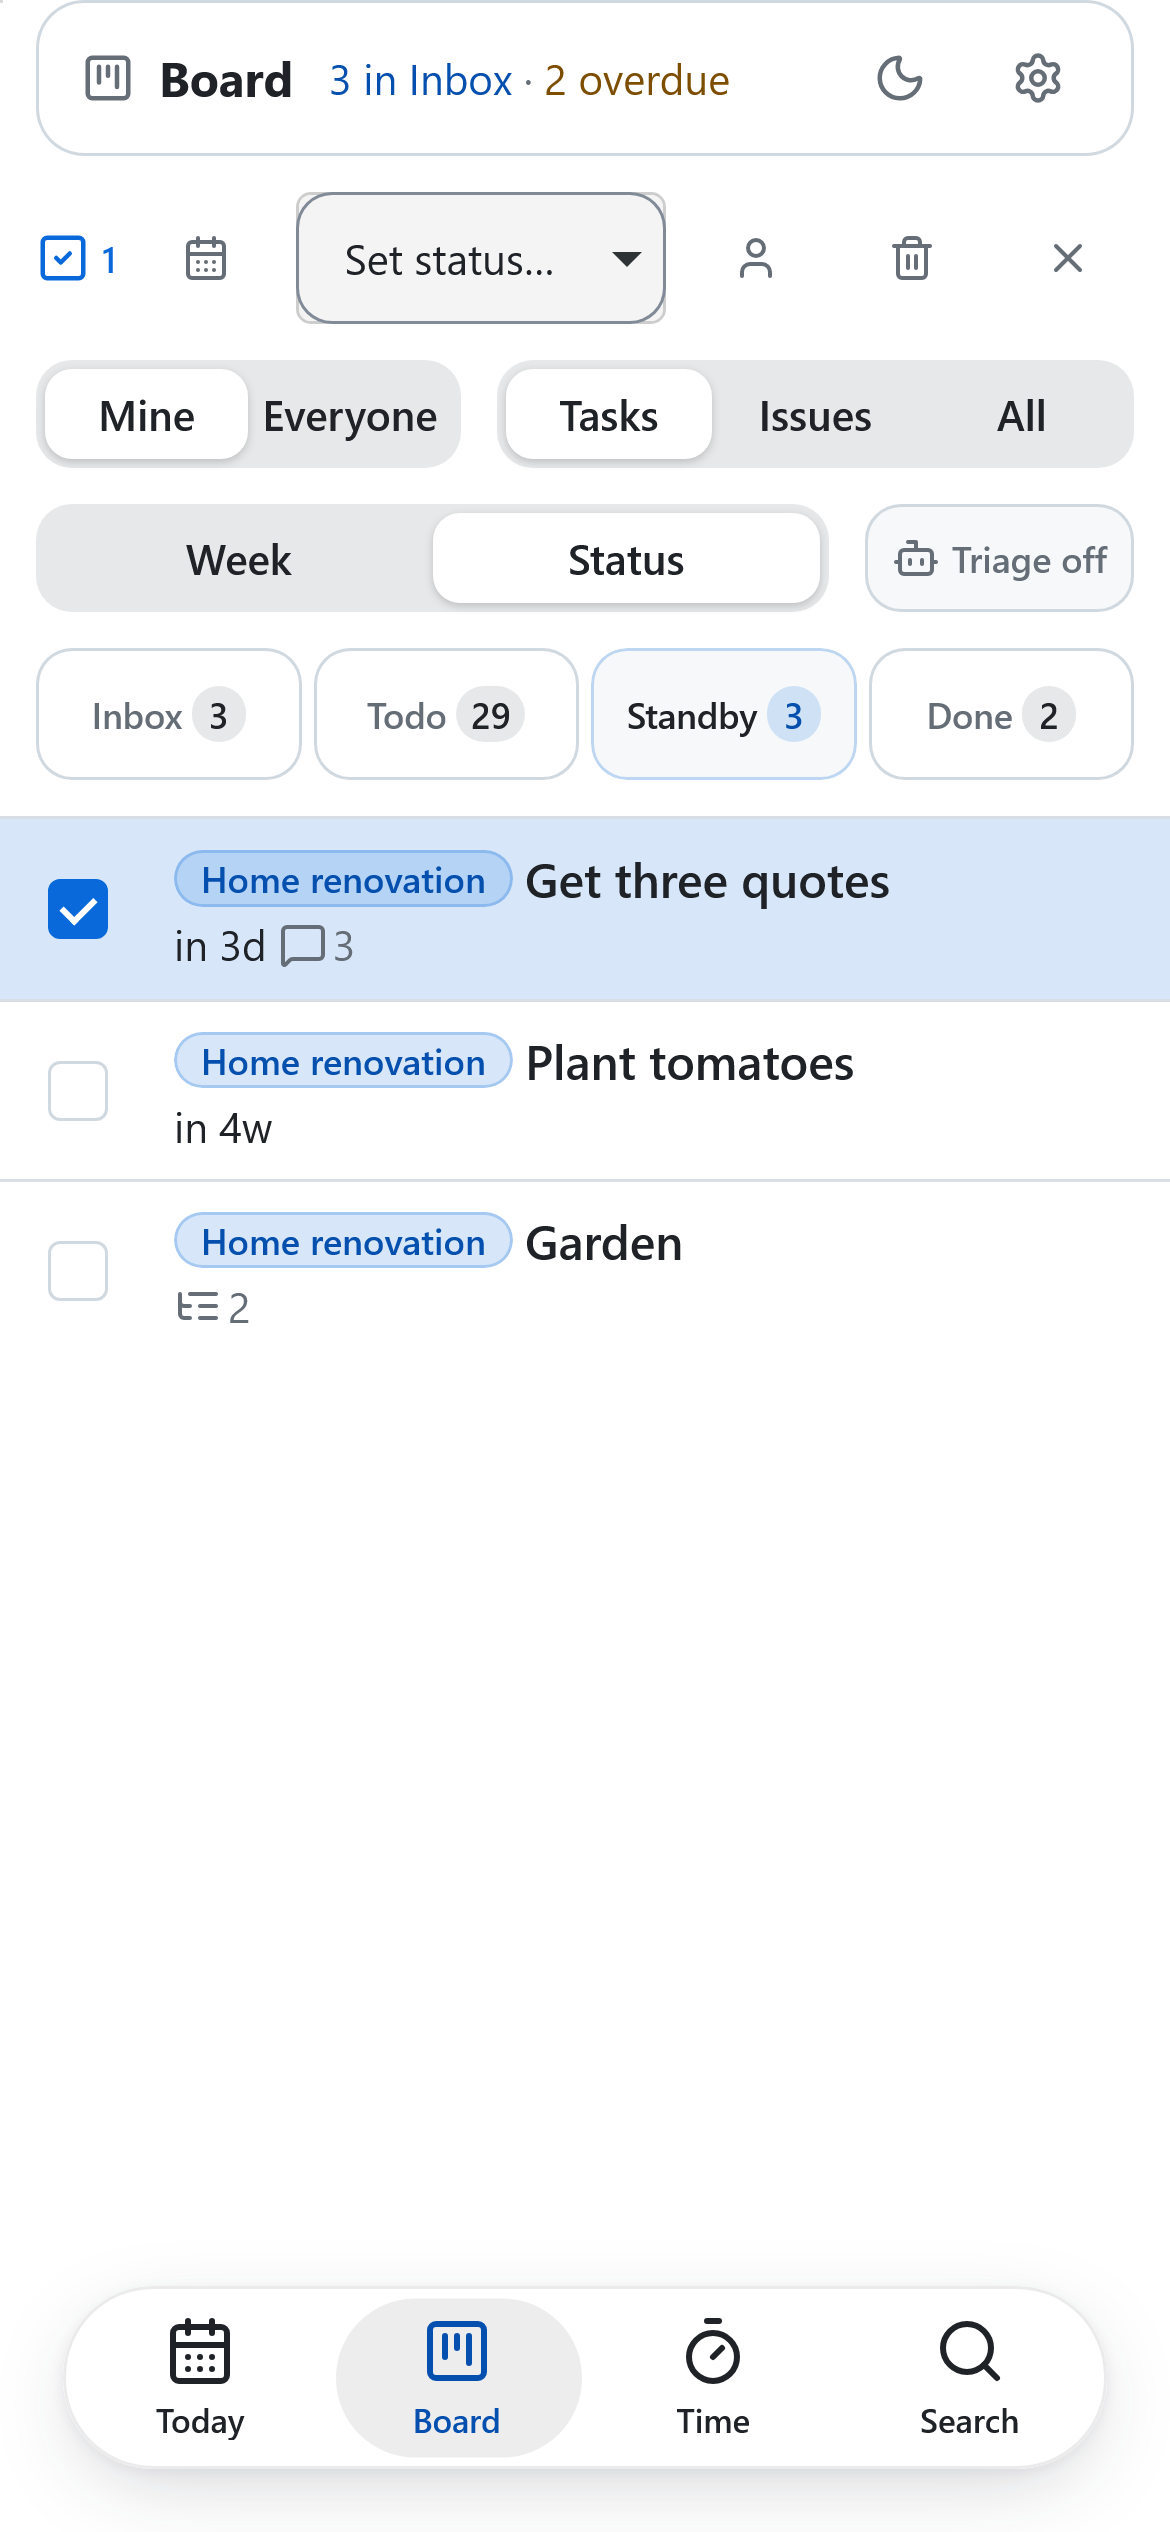 Board 3 in Inbox · 2 overdue
1 Set status...
Mine Everyone Tasks Issues All
Week Status Triage off
Inbox 3 Todo 29 Standby 3 Done 2
Home renovation Get three quotes
in 3d 3
Home renovation Plant tomatoes
in 4w
Home renovation Garden
2
Today Board Time Search